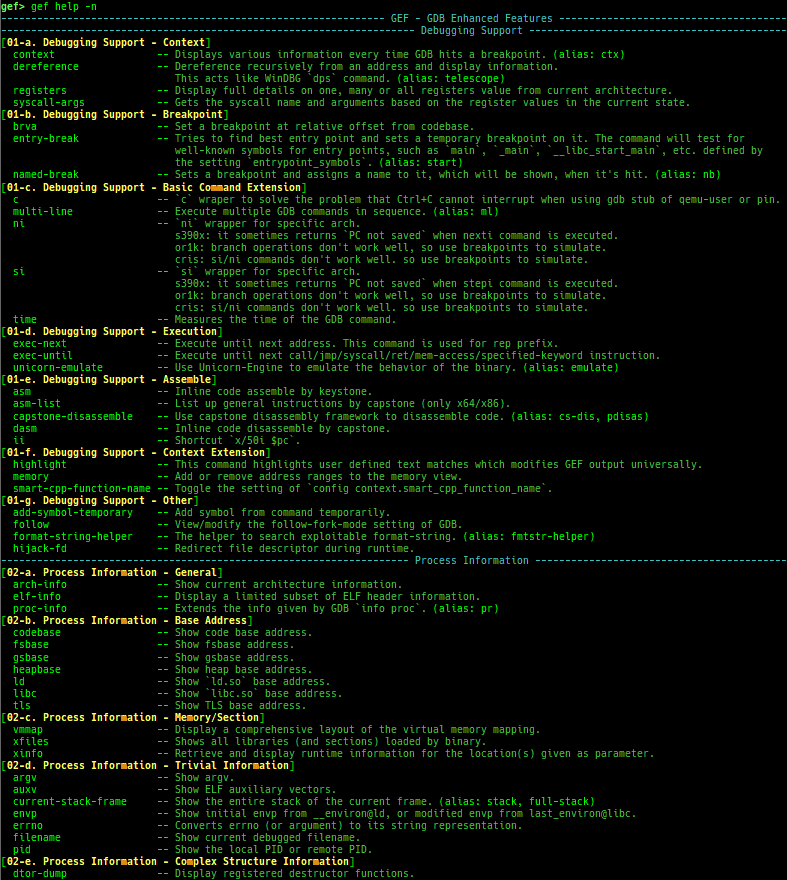 gef> gef help -n
------------------------------------------------------------ GEF - GDB Enhanced Features ------------------------------------------------------------
------------------------------------------------------------ Debugging Support ------------------------------------------------------------
[01-a. Debugging Support - Context]
context -- Displays various information every time GDB hits a breakpoint. (alias: ctx)
dereference -- Dereference recursively from an address and display information.
This acts like WinDBG `dps` command. (alias: telescope)
registers -- Display full details on one, many or all registers value from current architecture.
syscall-args -- Gets the syscall name and arguments based on the register values in the current state.
[01-b. Debugging Support - Breakpoint]
brva -- Set a breakpoint at relative offset from codebase.
entry-break -- Tries to find best entry point and sets a temporary breakpoint on it. The command will test for
well-known symbols for entry points, such as `main`, `_main`, `__libc_start_main`, etc. defined by
the setting `entrypoint_symbols`. (alias: start)
named-break -- Sets a breakpoint and assigns a name to it, which will be shown, when it's hit. (alias: nb)
[01-c. Debugging Support - Basic Command Extension]
c -- `c` wraper to solve the problem that Ctrl+C cannot interrupt when using gdb stub of qemu-user or pin.
multi-line -- Execute multiple GDB commands in sequence. (alias: ml)
ni -- `ni` wrapper for specific arch.
s390x: it sometimes returns `PC not saved` when nexti command is executed.
or1k: branch operations don't work well, so use breakpoints to simulate.
cris: si/ni commands don't work well. so use breakpoints to simulate.
si -- `si` wrapper for specific arch.
s390x: it sometimes returns `PC not saved` when stepi command is executed.
or1k: branch operations don't work well, so use breakpoints to simulate.
cris: si/ni commands don't work well. so use breakpoints to simulate.
time -- Measures the time of the GDB command.
[01-d. Debugging Support - Execution]
exec-next -- Execute until next address. This command is used for rep prefix.
exec-until -- Execute until next call/jmp/syscall/ret/mem-access/specified-keyword instruction.
unicorn-emulate -- Use Unicorn-Engine to emulate the behavior of the binary. (alias: emulate)
[01-e. Debugging Support - Assemble]
asm -- Inline code assemble by keystone.
asm-list -- List up general instructions by capstone (only x64/x86).
capstone-disassemble -- Use capstone disassembly framework to disassemble code. (alias: cs-dis, pdisas)
dasm -- Inline code disassemble by capstone.
ii -- Shortcut `x/50i $pc`.
[01-f. Debugging Support - Context Extension]
highlight -- This command highlights user defined text matches which modifies GEF output universally.
memory -- Add or remove address ranges to the memory view.
smart-cpp-function-name -- Toggle the setting of `config context.smart_cpp_function_name`.
[01-g. Debugging Support - Other]
add-symbol-temporary -- Add symbol from command temporarily.
follow -- View/modify the follow-fork-mode setting of GDB.
format-string-helper -- The helper to search exploitable format-string. (alias: fmtstr-helper)
hijack-fd -- Redirect file descriptor during runtime.
------------------------------------------------------------ Process Information ------------------------------------------------------------
[02-a. Process Information - General]
arch-info -- Show current architecture information.
elf-info -- Display a limited subset of ELF header information.
proc-info -- Extends the info given by GDB `info proc`. (alias: pr)
[02-b. Process Information - Base Address]
codebase -- Show code base address.
fsbase -- Show fsbase address.
gsbase -- Show gsbase address.
heapbase -- Show heap base address.
ld -- Show `ld.so` base address.
libc -- Show `libc.so` base address.
tls -- Show TLS base address.
[02-c. Process Information - Memory/Section]
vmmap -- Display a comprehensive layout of the virtual memory mapping.
xfiles -- Shows all libraries (and sections) loaded by binary.
xinfo -- Retrieve and display runtime information for the location(s) given as parameter.
[02-d. Process Information - Trivial Information]
argv -- Show argv.
auxv -- Show ELF auxiliary vectors.
current-stack-frame -- Show the entire stack of the current frame. (alias: stack, full-stack)
envp -- Show initial envp from __environ@ld, or modified envp from last_environ@libc.
errno -- Converts errno (or argument) to its string representation.
filename -- Show current debugged filename.
pid -- Show the local PID or remote PID.
[02-e. Process Information - Complex Structure Information]
dtor-dump -- Display registered destructor functions.